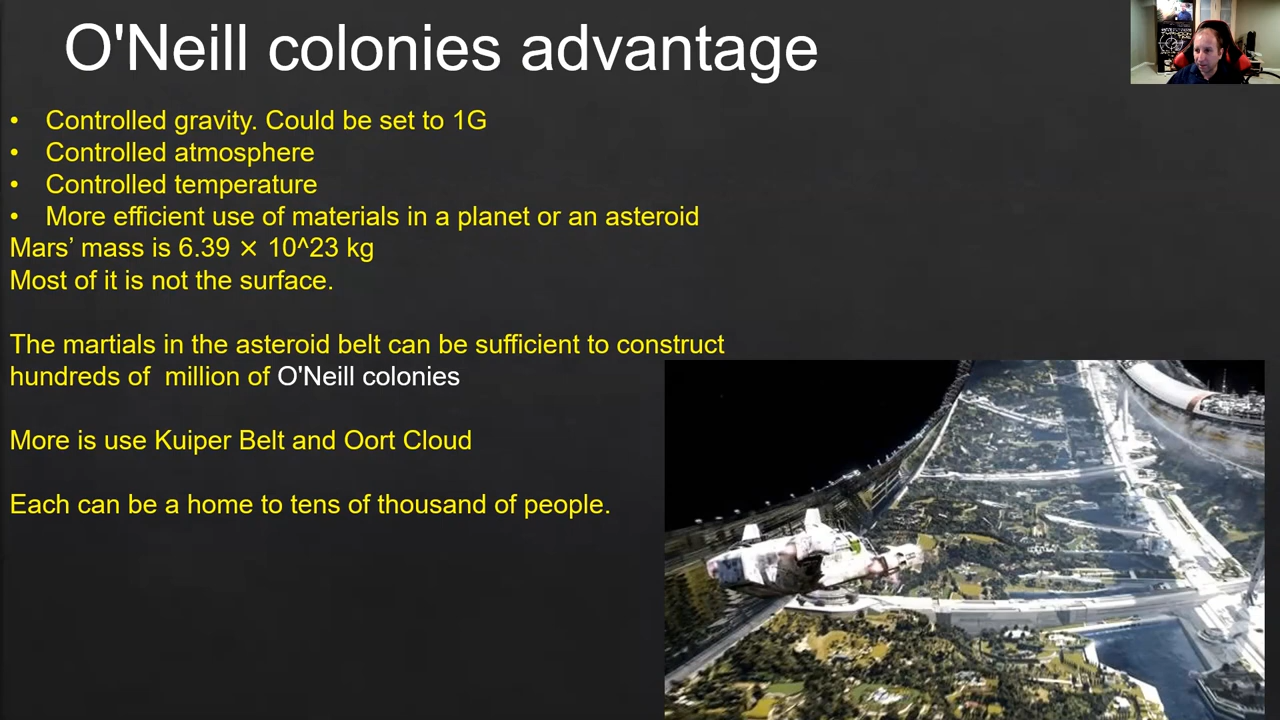 O'Neill colonies advantage
• Controlled gravity. Could be set to 1G
• Controlled atmosphere
• Controlled temperature
• More efficient use of materials in a planet or an asteroid
Mars’ mass is 6.39 × 10^23 kg
Most of it is not the surface.
The martials in the asteroid belt can be sufficient to construct
hundreds of  million of O'Neill colonies
More is use Kuiper Belt and Oort Cloud
Each can be a home to tens of thousand of people.